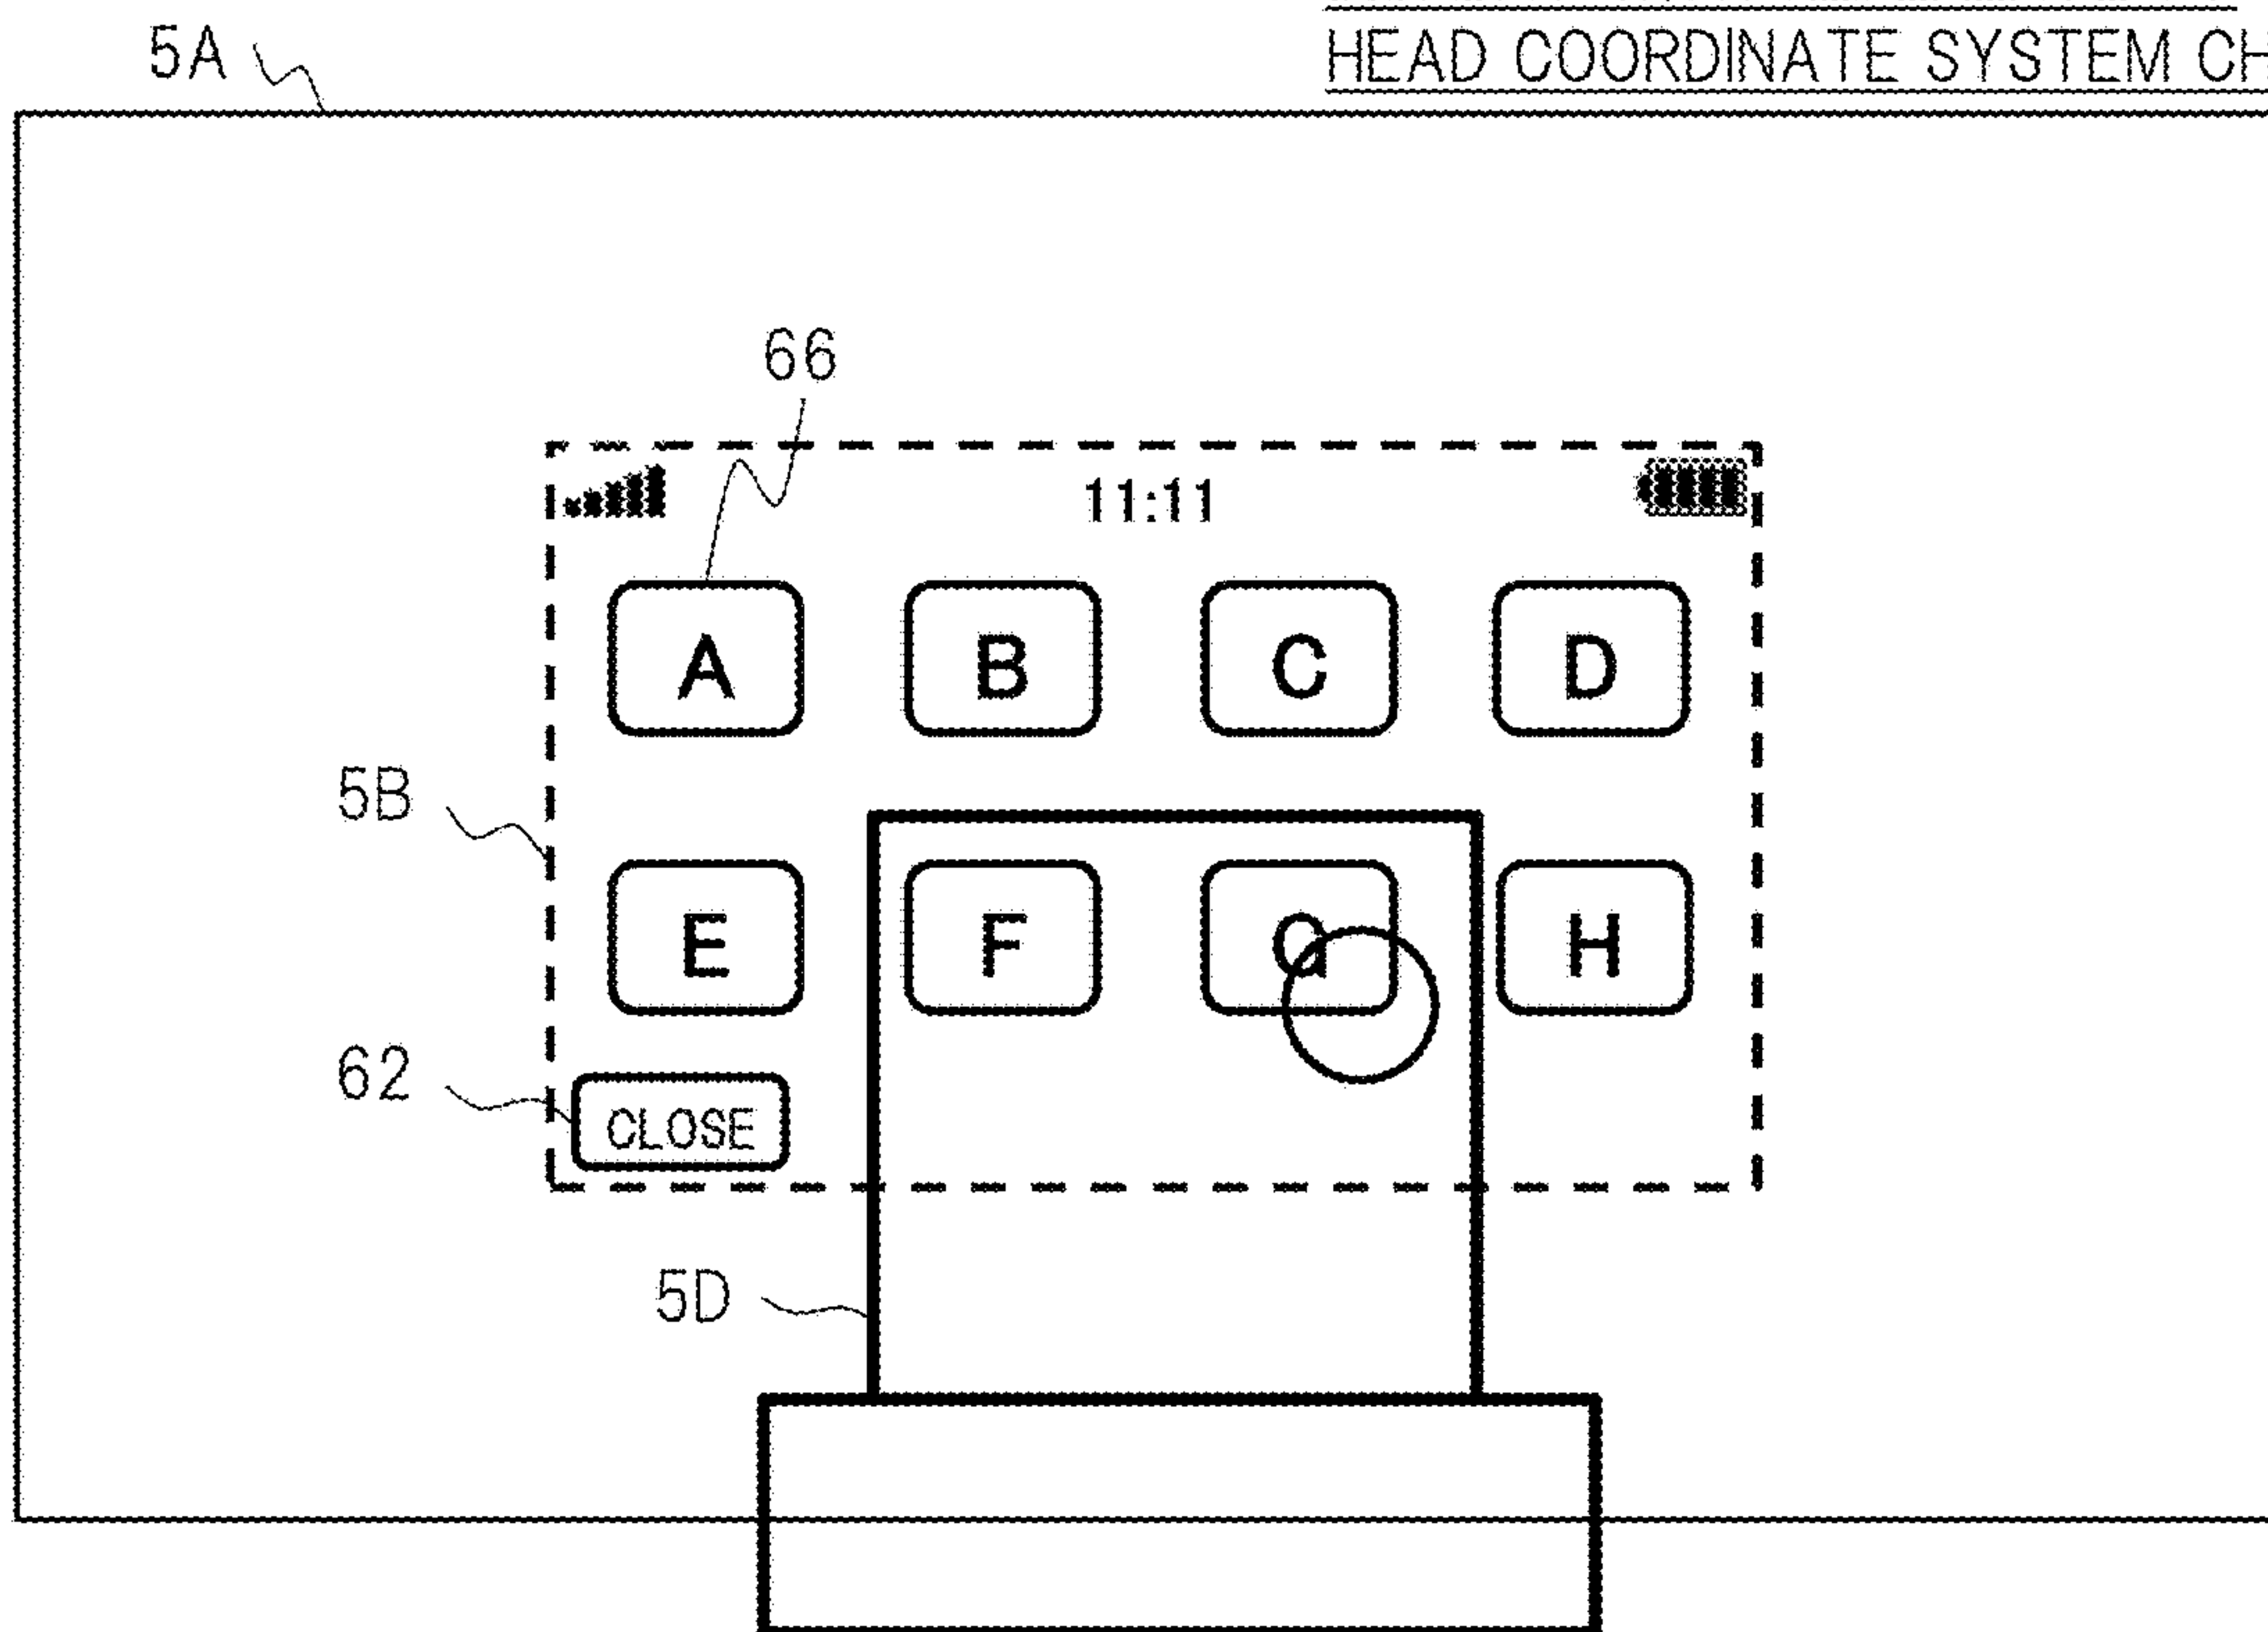 5A
HEAD COORDINATE SYSTEM CH
66
11:11
A B C D
5B
E F G H
62
CLOSE
5D